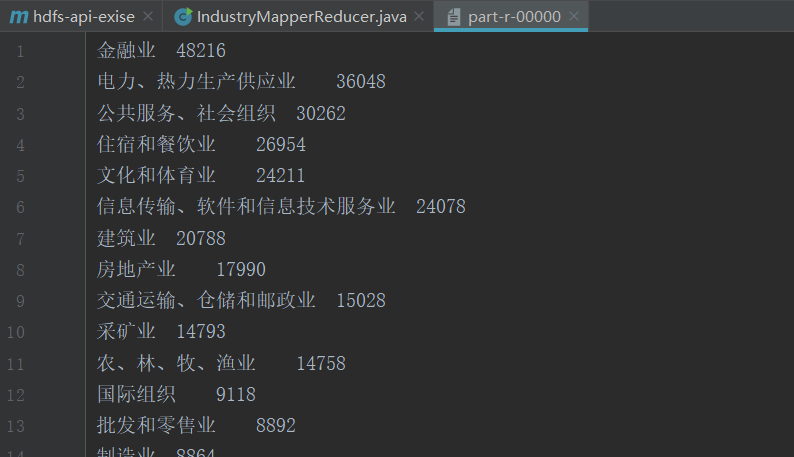 m hdfs-api-exise × C IndustryMapperReducer.java × part-r-00000 ×
1 金融业 48216
2 电力、热力生产供应业 36048
3 公共服务、社会组织 30262
4 住宿和餐饮业 26954
5 文化和体育业 24211
6 信息传输、软件和信息技术服务业 24078
7 建筑业 20788
8 房地产业 17990
9 交通运输、仓储和邮政业 15028
10 采矿业 14793
11 农、林、牧、渔业 14758
12 国际组织 9118
13 批发和零售业 8892
14 制造业 8864